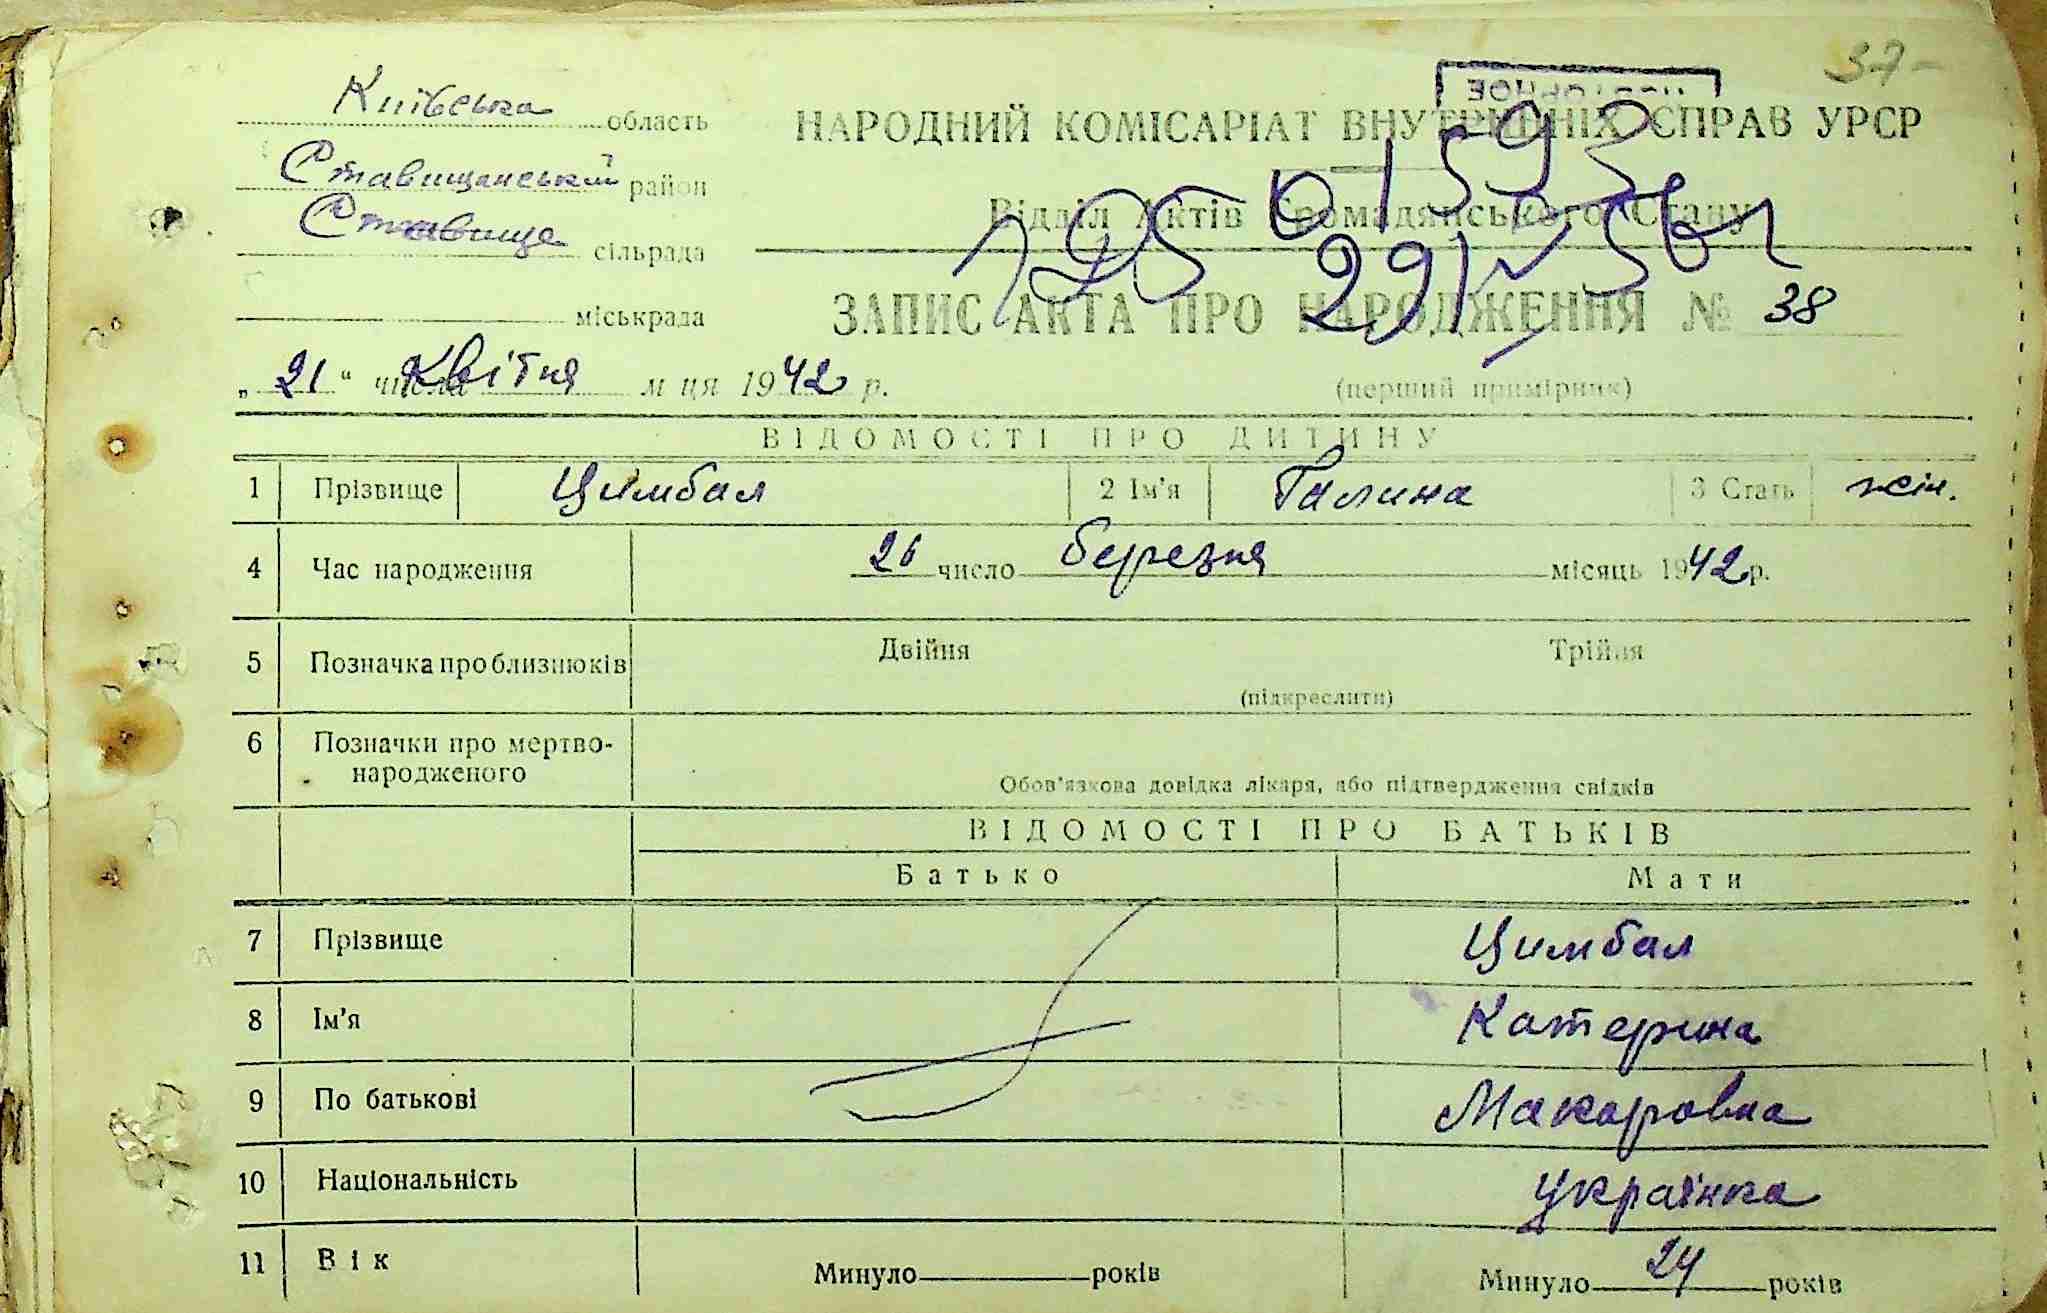 37-
Київська область
НАРОДНИЙ КОМІСАРІАТ ВНУТРІШНІХ СПРАВ УРСР
Ставищанський район
Відділ Актів Громадянського Стану
Ставище сільрада
міськрада
ЗАПИС АКТА ПРО НАРОДЖЕННЯ № 38
„21“ числа Квітня м ця 1942 р.
(перший примірник)
ВІДОМОСТІ ПРО ДИТИНУ
1 Прізвище Цимбал 2 Ім'я Галина 3 Стать жін.
4 Час народження 26 число березня місяць 1942р.
5 Позначка про близнюків Двійня Трійня
(підкреслити)
6 Позначки про мертво-
народженого
Обов'язкова довідка лікаря, або підтвердження свідків
ВІДОМОСТІ ПРО БАТЬКІВ
Батько Мати
7 Прізвище Цимбал
8 Ім'я Катерина
9 По батькові Макаровна
10 Національність українка
11 Вік Минуло років Минуло 24 років